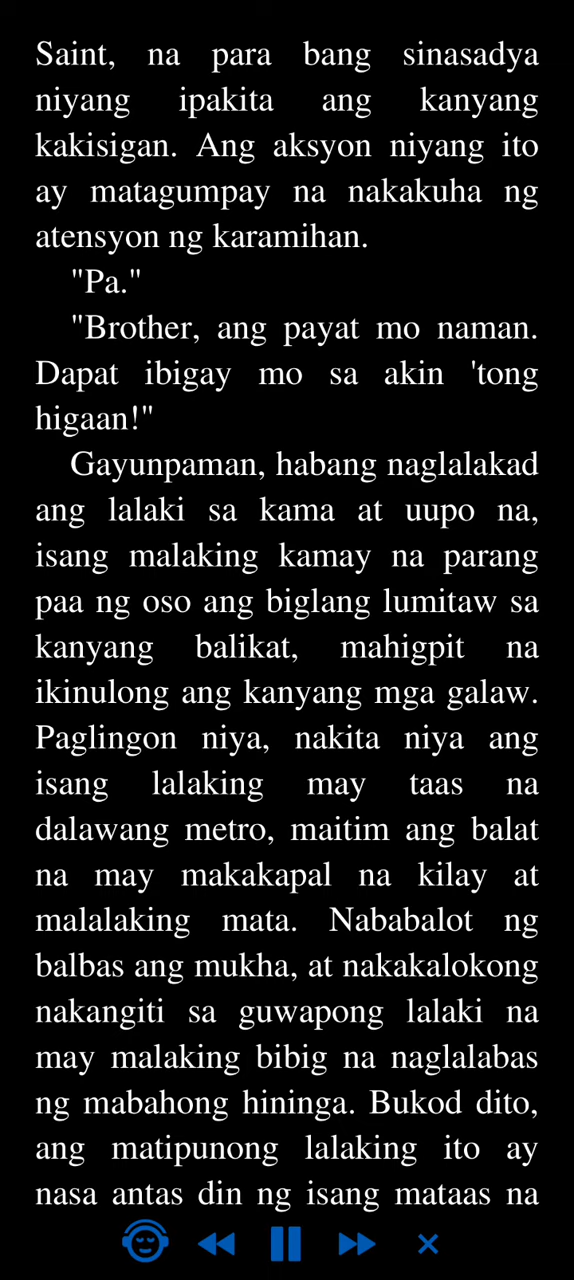 Saint, na para bang sinasadya
niyang ipakita ang kanyang
kakisigan. Ang aksyon niyang ito
ay matagumpay na nakakuha ng
atensyon ng karamihan.
"Pa."
"Brother, ang payat mo naman.
Dapat ibigay mo sa akin 'tong
higaan!"
Gayunpaman, habang naglalakad
ang lalaki sa kama at uupo na,
isang malaking kamay na parang
paa ng oso ang biglang lumitaw sa
kanyang balikat, mahigpit na
ikinulong ang kanyang mga galaw.
Paglingon niya, nakita niya ang
isang lalaking may taas na
dalawang metro, maitim ang balat
na may makakapal na kilay at
malalaking mata. Nababalot ng
balbas ang mukha, at nakakalokong
nakangiti sa guwapong lalaki na
may malaking bibig na naglalabas
ng mabahong hininga. Bukod dito,
ang matipunong lalaking ito ay
nasa antas din ng isang mataas na